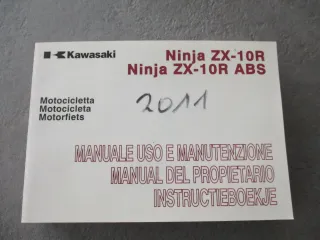 Kawasaki
Ninja ZX-10R
Ninja ZX-10R ABS
Motocicletta
Motocicleta
Motorfiets
2011
MANUALE USO E MANUTENZIONE
MANUAL DEL PROPIETARIO
INSTRUCTIEBOEKJE